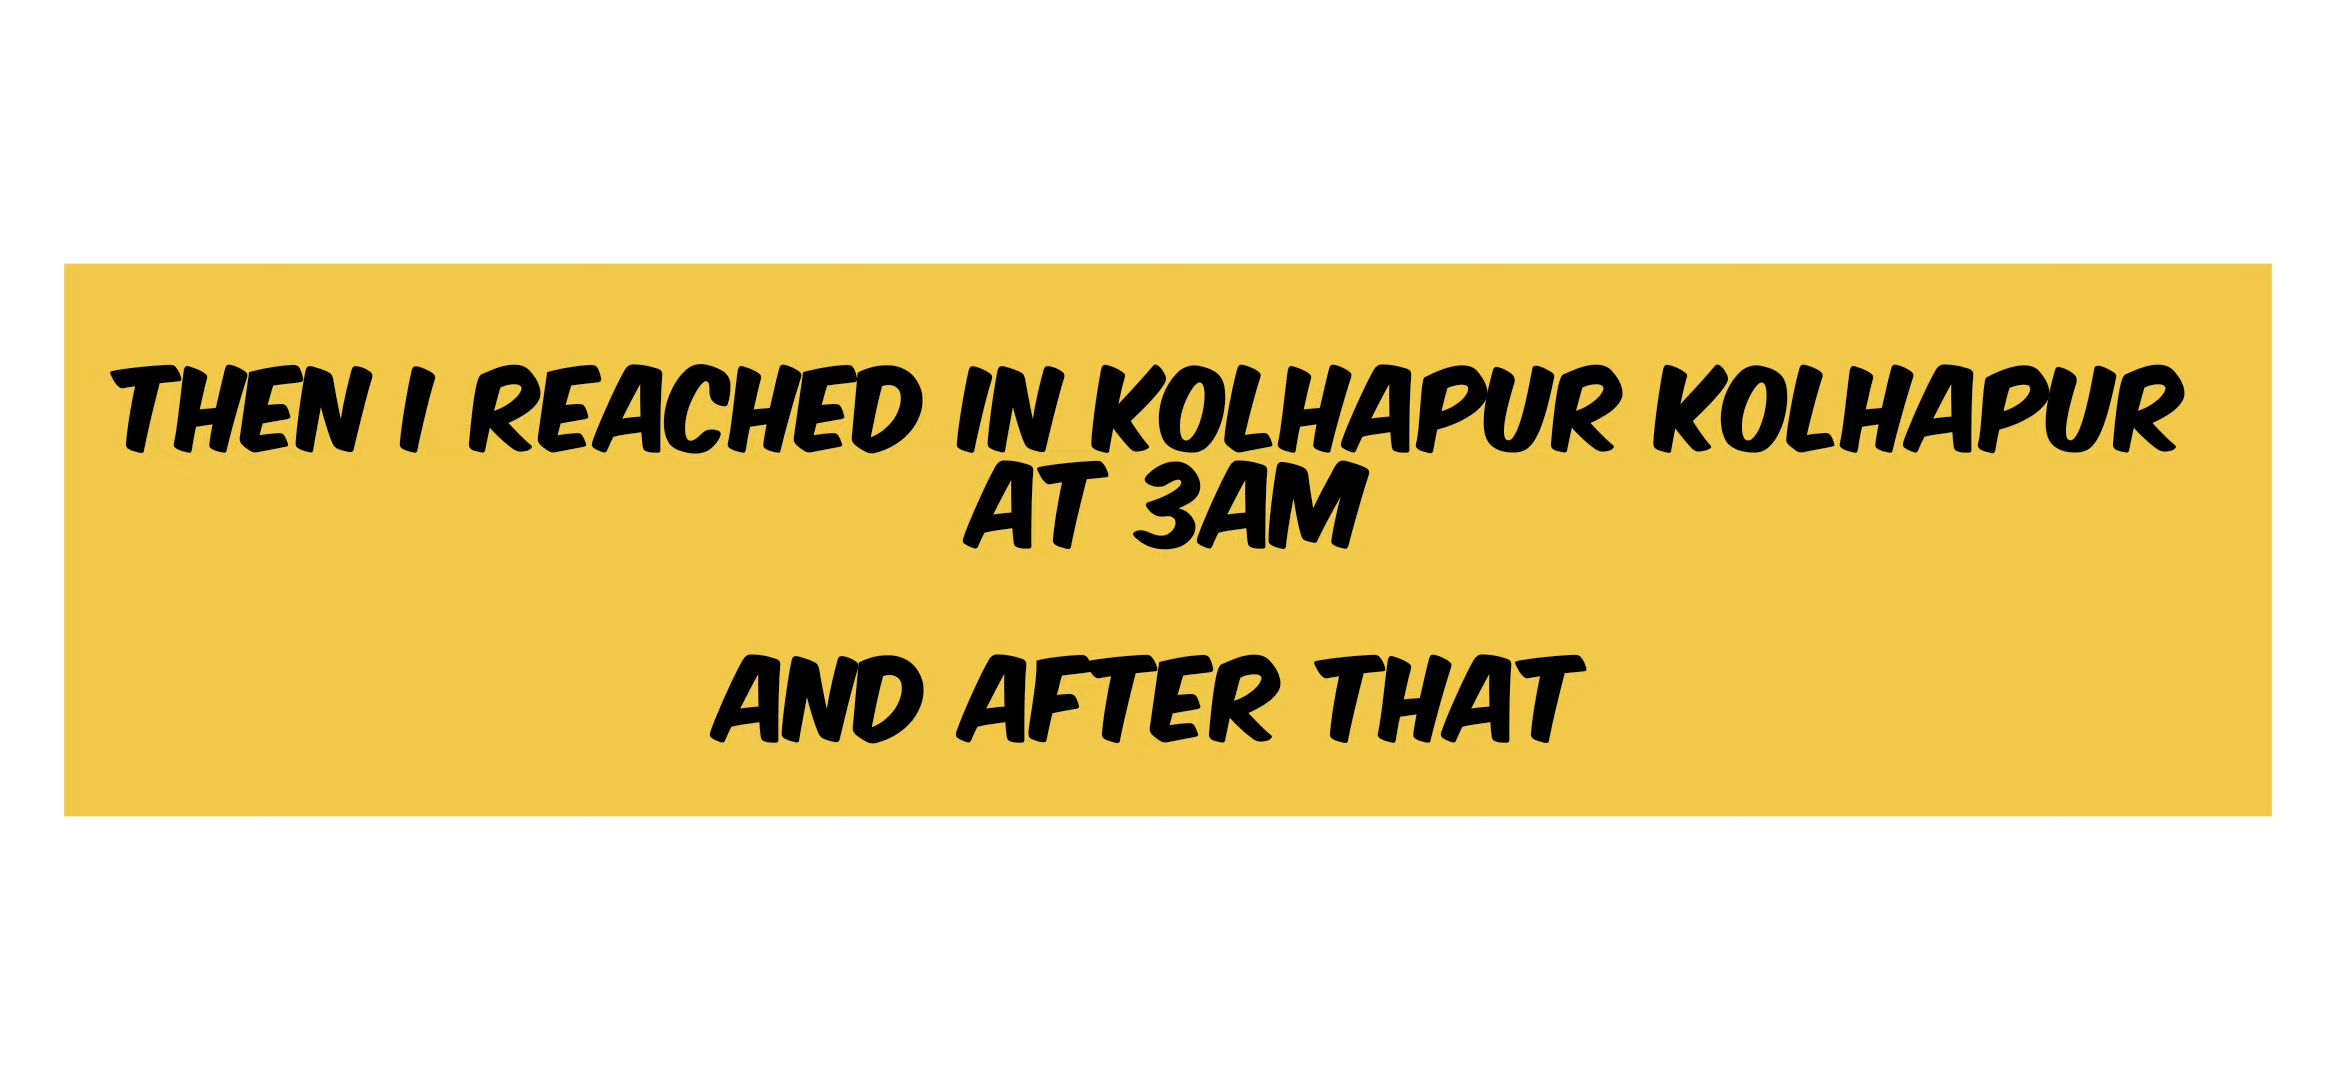 THEN I REACHED IN KOLHAPUR KOLHAPUR
AT 3AM
AND AFTER THAT